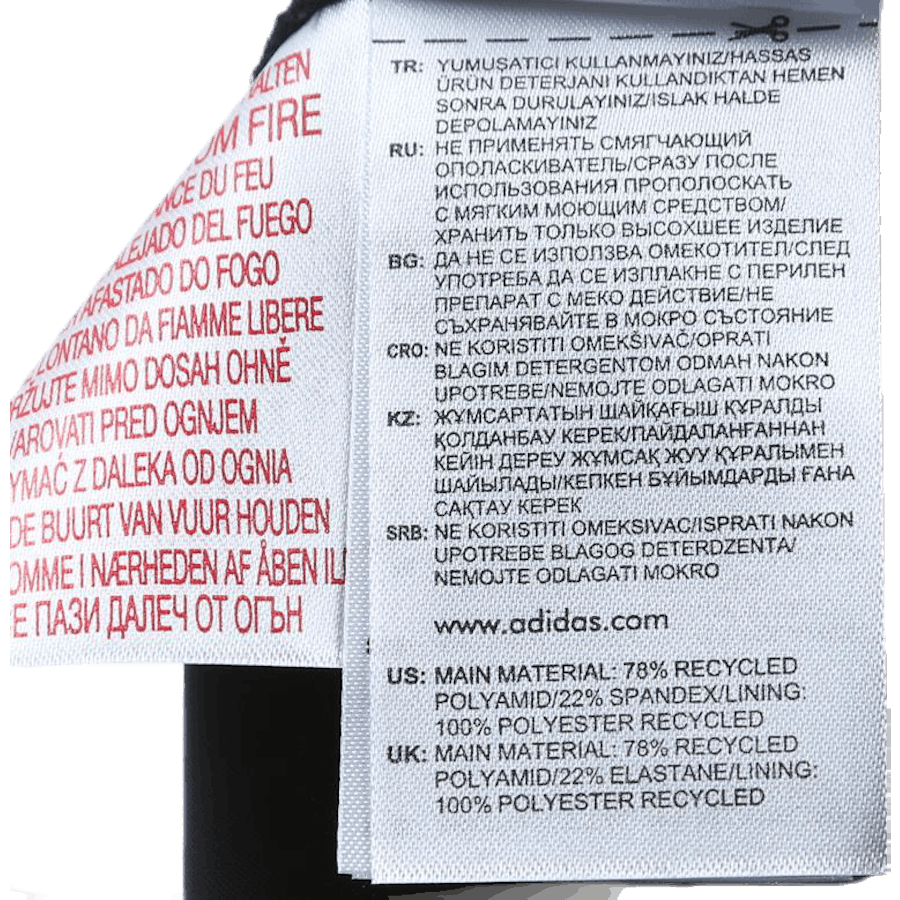 HALTEN
FIRE
DU FEU
ALEJADO DEL FUEGO
AFASTADO DO FOGO
LONTANO DA FIAMME LIBERE
MIMO DOSAH OHNĚ
PRED OGNJEM
Z DALEKA OD OGNIA
DE BUURT VAN VUUR HOUDEN
I NÆRHEDEN AF ÅBEN
ПАЗИ ДАЛЕЧ ОТ ОГЪН
TR: YUMUŞATICI KULLANMAYINIZ/HASSAS
ÜRÜN DETERJANI KULLANDIKTAN HEMEN
SONRA DURULAYINIZ/ISLAK HALDE
DEPOLAMAYINIZ
RU: НЕ ПРИМЕНЯТЬ СМЯГЧАЮЩИЙ
ОПОЛАСКИВАТЕЛЬ/СРАЗУ ПОСЛЕ
ИСПОЛЬЗОВАНИЯ ПРОПОЛОСКАТЬ
С МЯГКИМ МОЮЩИМ СРЕДСТВОМ/
ХРАНИТЬ ТОЛЬКО ВЫСОХШЕЕ ИЗДЕЛИЕ
BG: ДА НЕ СЕ ИЗПОЛЗВА ОМЕКОТИТЕЛ/СЛЕД
УПОТРЕБА ДА СЕ ИЗПЛАКНЕ С ПЕРИЛЕН
ПРЕПАРАТ С МЕКО ДЕЙСТВИЕ/НЕ
СЪХРАНЯВАЙТЕ В МОКРО СЪСТОЯНИЕ
CRO: NE KORISTITI OMEKŠIVAČ/OPRATI
BLAGIM DETERGENTOM ODMAH NAKON
UPOTREBE/NEMOJTE ODLAGATI MOKRO
KZ: ЖҰМСАРТАТЫН ШАЙҚАҒЫШ ҚҰРАЛДЫ
ҚОЛДАНБАУ КЕРЕК/ПАЙДАЛАНҒАННАН
КЕЙІН ДЕРЕУ ЖҰМСАҚ ЖУУ ҚҰРАЛЫМЕН
ШАЙЫЛАДЫ/КЕПКЕН БҰЙЫМДАРДЫ ҒАНА
САҚТАУ КЕРЕК
SRB: NE KORISTITI OMEKSIVAC/ISPRATI NAKON
UPOTREBE BLAGOG DETERDZENTA/
NEMOJTE ODLAGATI MOKRO
www.adidas.com
US: MAIN MATERIAL: 78% RECYCLED
POLYAMID/22% SPANDEX/LINING:
100% POLYESTER RECYCLED
UK: MAIN MATERIAL: 78% RECYCLED
POLYAMID/22% ELASTANE/LINING:
100% POLYESTER RECYCLED